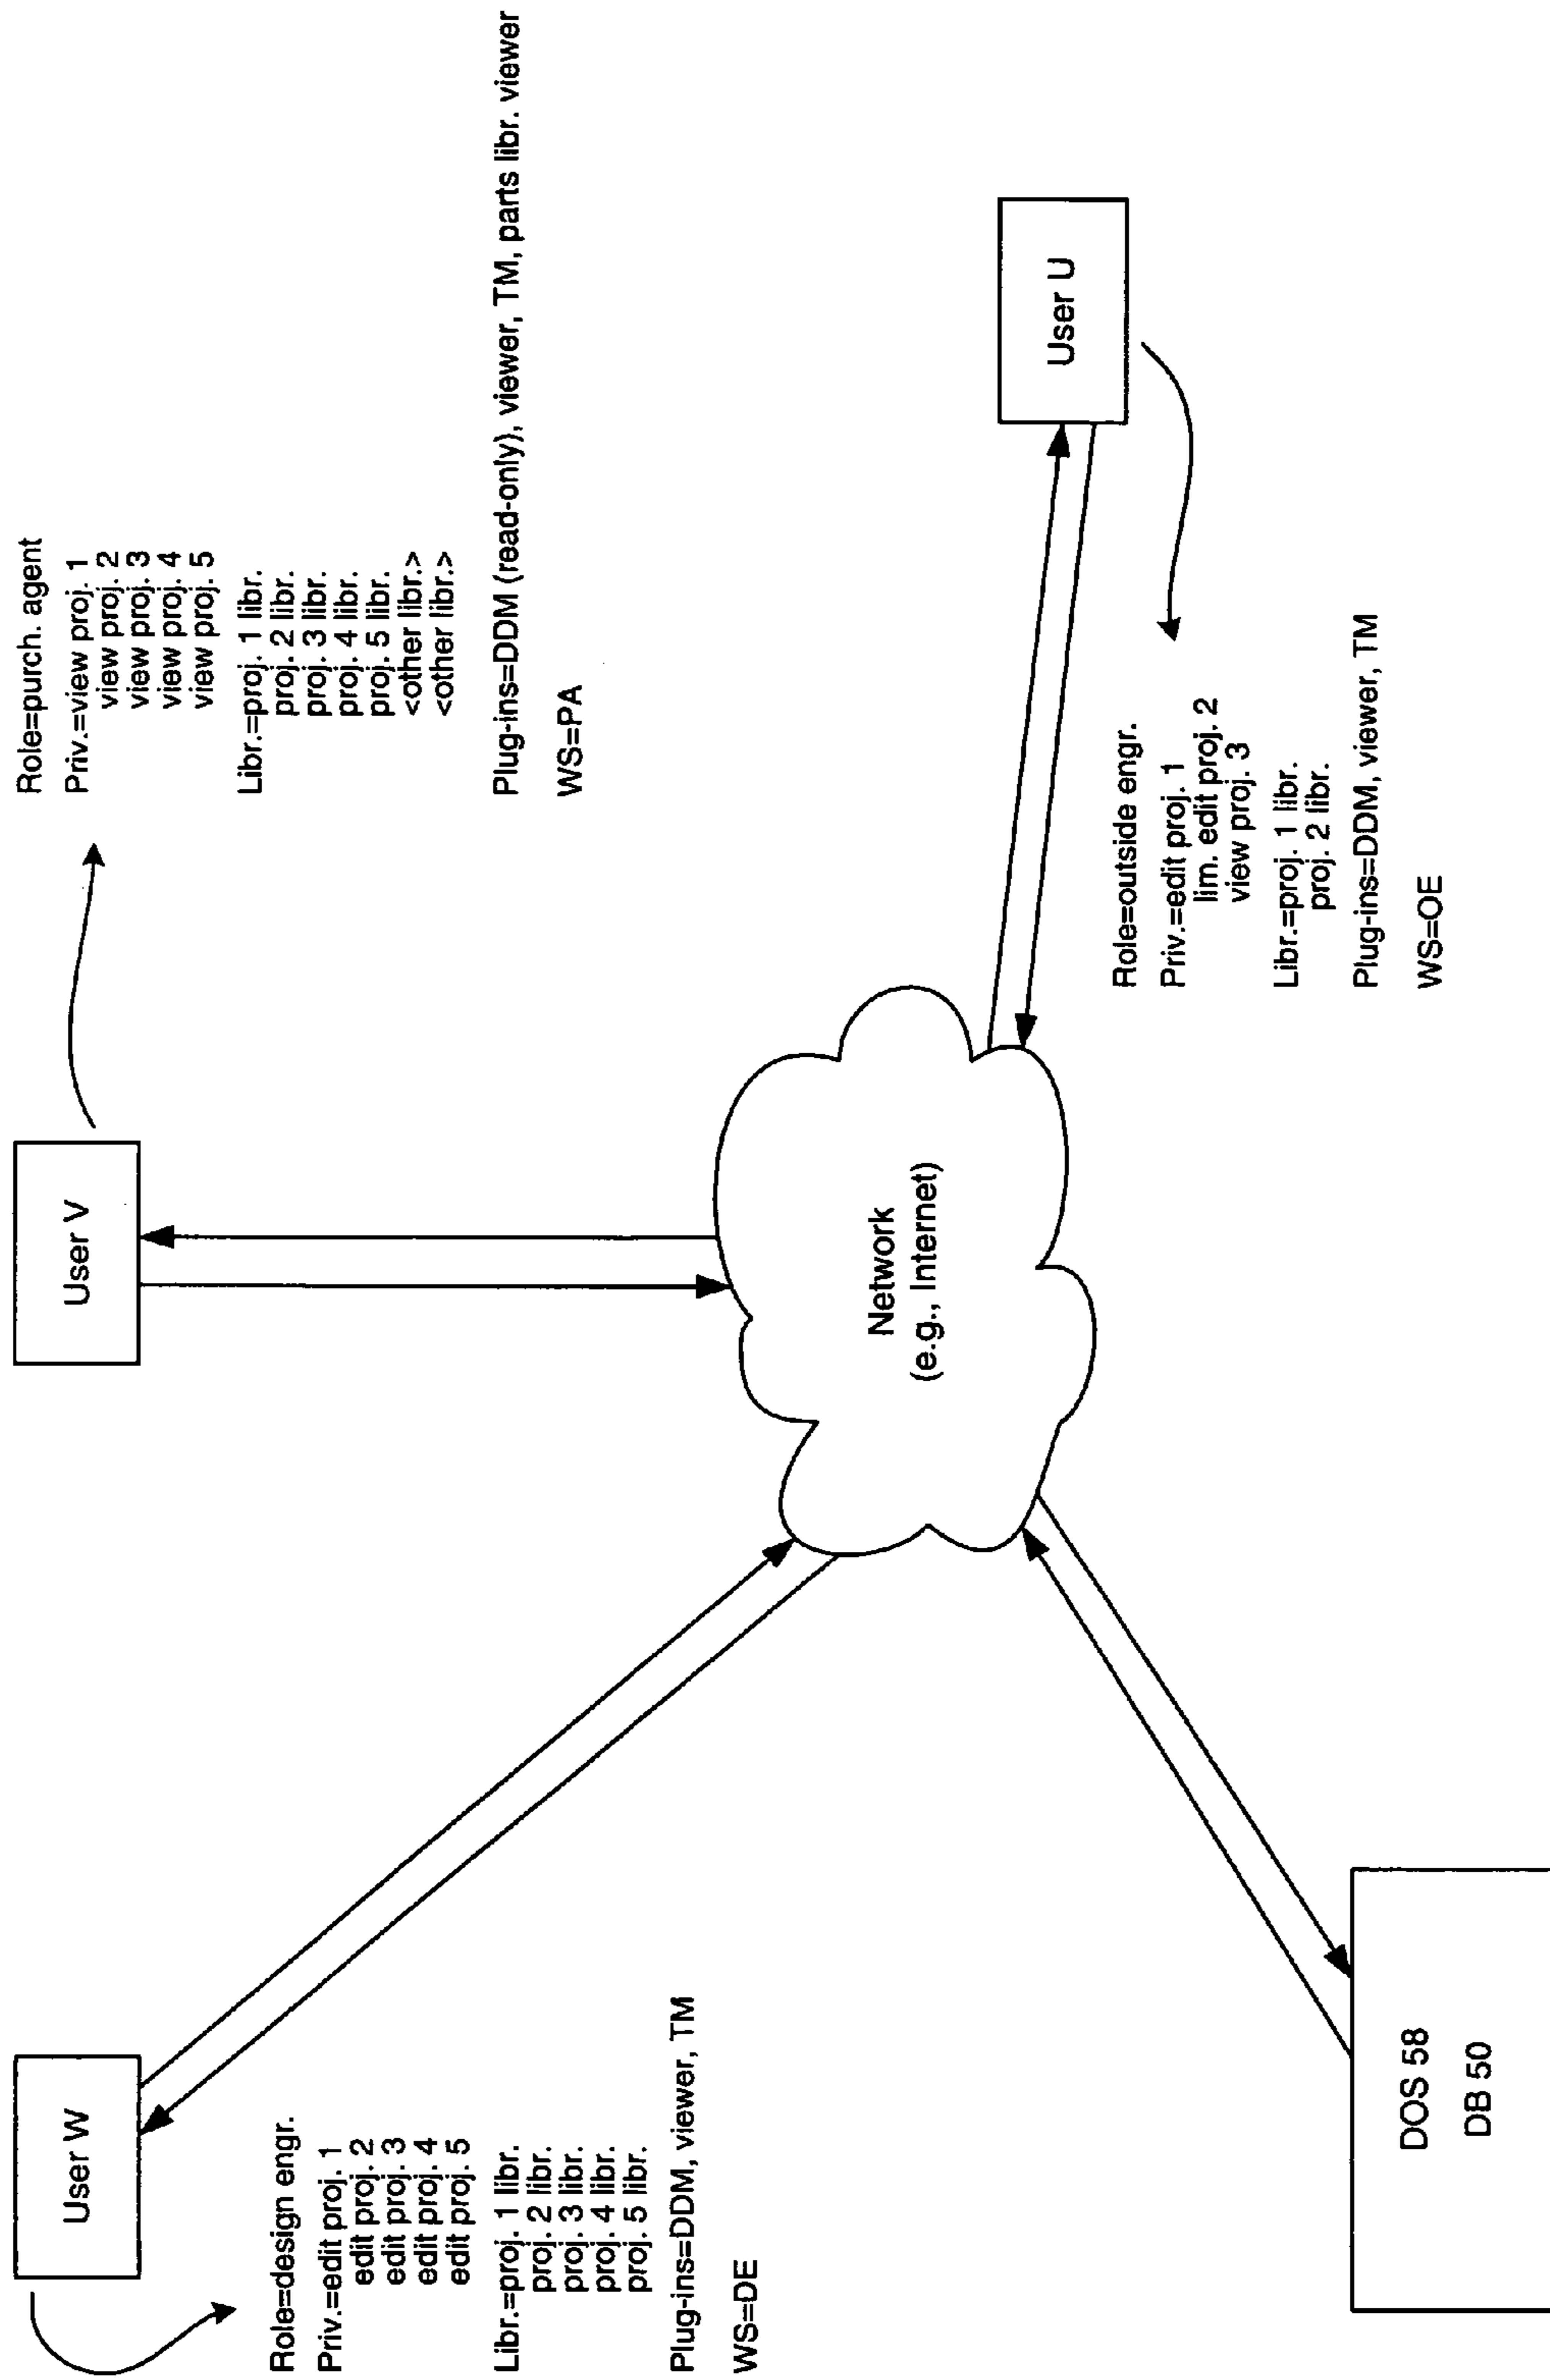 User W
Role=design engr.
Priv.=edit proj. 1
edit proj. 2
edit proj. 3
edit proj. 4
edit proj. 5
Libr.=proj. 1 libr.
proj. 2 libr.
proj. 3 libr.
proj. 4 libr.
proj. 5 libr.
Plug-ins=DDM, viewer, TM
WS=DE
User V
Role=purch. agent
Priv.=view proj. 1
view proj. 2
view proj. 3
view proj. 4
view proj. 5
Libr.=proj. 1 libr.
proj. 2 libr.
proj. 3 libr.
proj. 4 libr.
proj. 5 libr.
<other libr.>
<other libr.>
Plug-ins=DDM (read-only), viewer, TM, parts libr. viewer
WS=PA
Network
(e.g., Internet)
User U
Role=outside engr.
Priv.=edit proj. 1
lim. edit proj. 2
view proj. 3
Libr.=proj. 1 libr.
proj. 2 libr.
Plug-ins=DDM, viewer, TM
WS=OE
DOS 58
DB 50